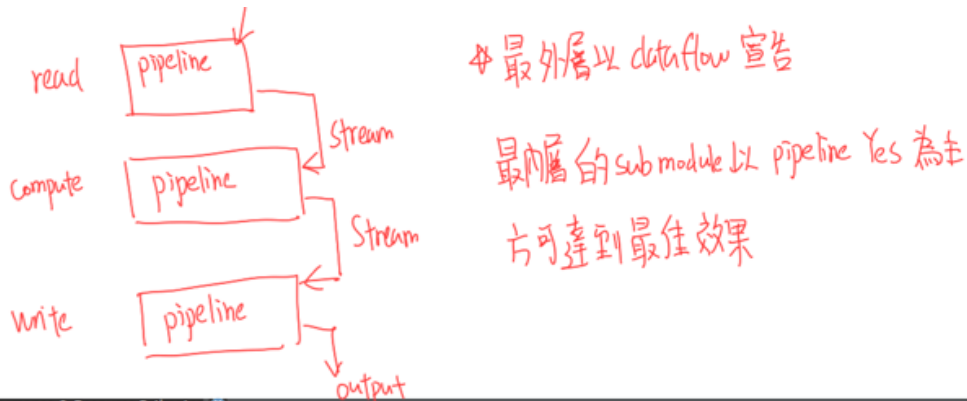 read
pipeline
Stream
Compute
pipeline
Stream
write
pipeline
output
最外層以 dataflow 宣告
最內層的 submodule 以 pipeline Yes 為主
方可達到最佳效果